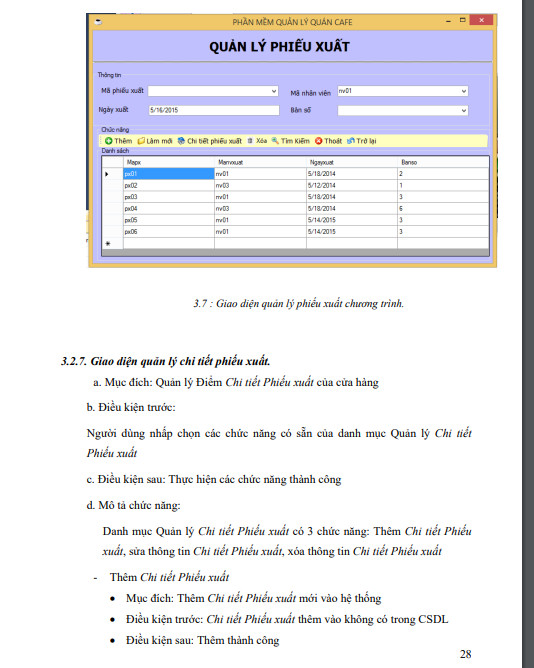 PHẦN MỀM QUẢN LÝ QUÁN CAFE
QUẢN LÝ PHIẾU XUẤT
Thông tin
Mã phiếu xuất
Mã nhân viên nv01
Ngày xuất 5/16/2015
Bàn số
Chức năng
Thêm Làm mới Chi tiết phiếu xuất Xóa Tìm Kiếm Thoát Trở lại
Danh sách
Mapx Manvxuat Ngayxuat Banso
px01 nv01 5/18/2014 2
px02 nv03 5/12/2014 1
px03 nv01 5/18/2014 3
px04 nv03 5/18/2014 6
px05 nv01 5/14/2015 3
px06 nv01 5/14/2015 3
3.7 : Giao diện quản lý phiếu xuất chương trình.
3.2.7. Giao diện quản lý chi tiết phiếu xuất.
a. Mục đích: Quản lý Điểm Chi tiết Phiếu xuất của cửa hàng
b. Điều kiện trước:
Người dùng nhấp chọn các chức năng có sẵn của danh mục Quản lý Chi tiết
Phiếu xuất
c. Điều kiện sau: Thực hiện các chức năng thành công
d. Mô tả chức năng:
Danh mục Quản lý Chi tiết Phiếu xuất có 3 chức năng: Thêm Chi tiết Phiếu
xuất, sửa thông tin Chi tiết Phiếu xuất, xóa thông tin Chi tiết Phiếu xuất
- Thêm Chi tiết Phiếu xuất
• Mục đích: Thêm Chi tiết Phiếu xuất mới vào hệ thống
• Điều kiện trước: Chi tiết Phiếu xuất thêm vào không có trong CSDL
• Điều kiện sau: Thêm thành công
28